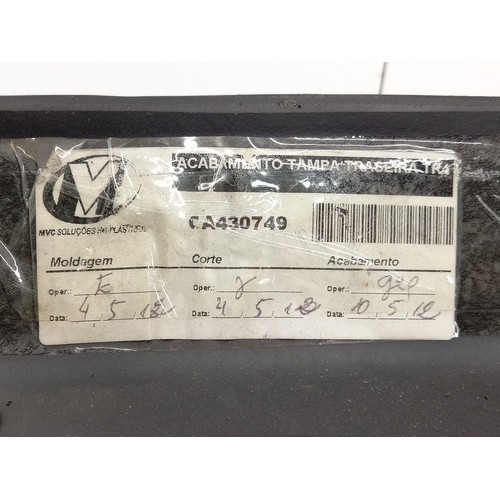 ACABAMENTO TAMPA TRASEIRA TR4
MVC SOLUÇÕES EM PLÁSTICOS
CA430749
Moldagem Corte Acabamento
Oper.: Oper.: Oper.:
Data: 4 5 12 Data: 4 5 12 Data: 10 5 12